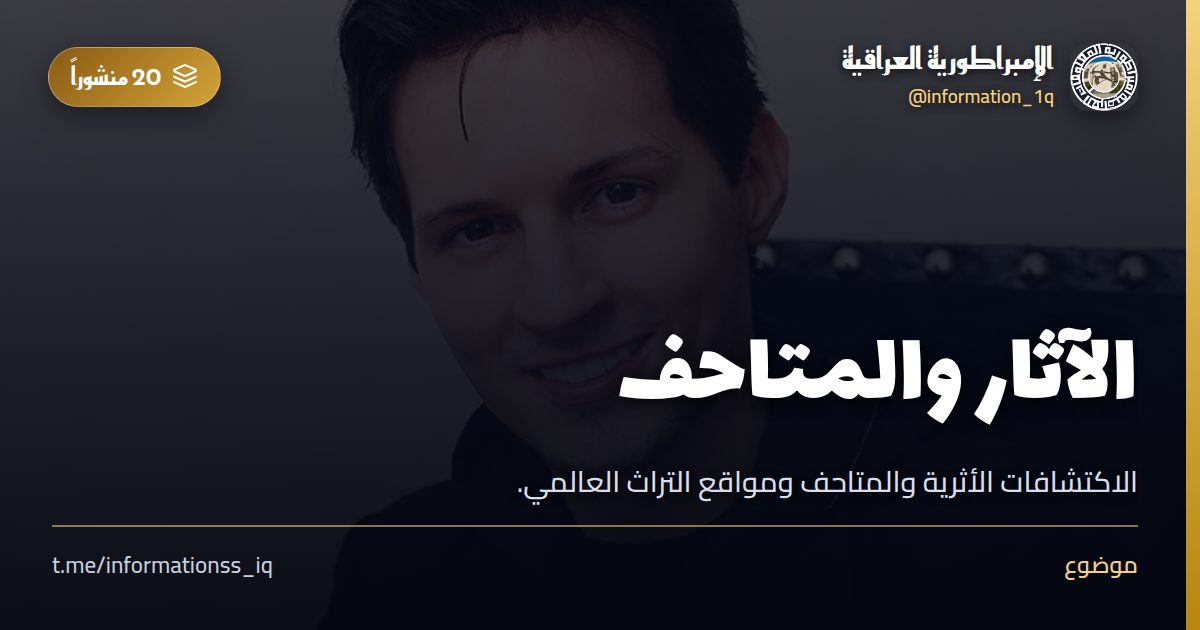 الإمبراطورية العراقية
@information_1q
20 منشوراً
الآثار والمتاحف
الاكتشافات الأثرية والمتاحف ومواقع التراث العالمي.
موضوع
t.me/informationss_iq